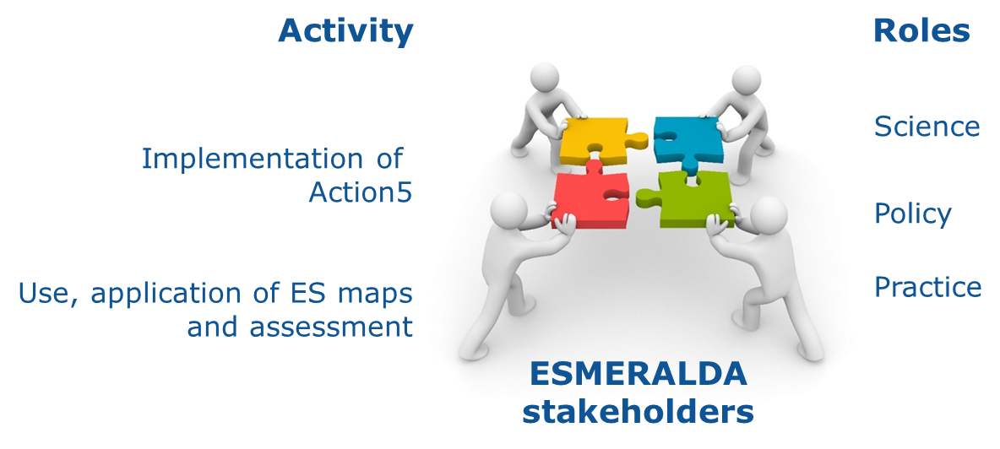 Activity
Implementation of
Action5
Use, application of ES maps
and assessment
Roles
Science
Policy
Practice
ESMERALDA
stakeholders